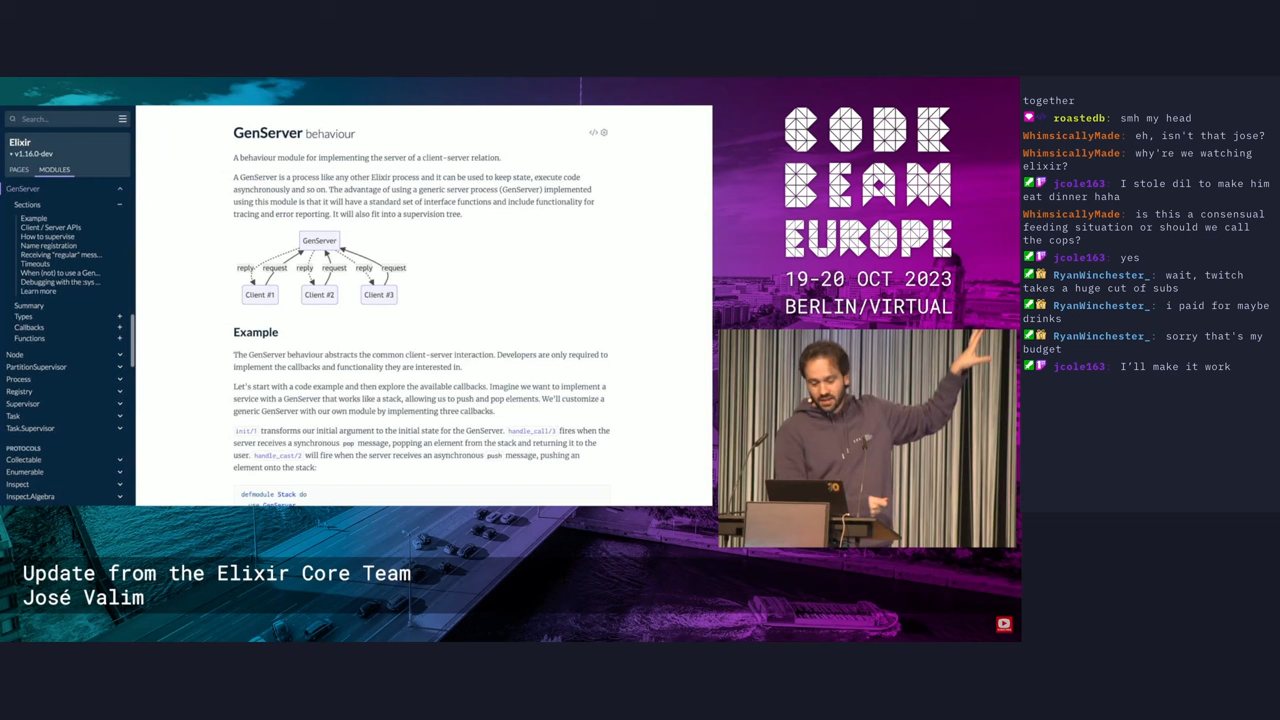 Search...
Elixir
v1.16.0-dev
PAGES
MODULES
GenServer
Sections
Example
Client / Server APIs
How to supervise
Name registration
Receiving "regular" mess...
Timeouts
When (not) to use a Gen...
Debugging with the :sys ...
Learn more
Summary
Types
Callbacks
Functions
Node
PartitionSupervisor
Process
Registry
Supervisor
Task
Task.Supervisor
PROTOCOLS
Collectable
Enumerable
Inspect
Inspect.Algebra
GenServer behaviour
</>
A behaviour module for implementing the server of a client-server relation.
A GenServer is a process like any other Elixir process and it can be used to keep state, execute code
asynchronously and so on. The advantage of using a generic server process (GenServer) implemented
using this module is that it will have a standard set of interface functions and include functionality for
tracing and error reporting. It will also fit into a supervision tree.
GenServer
reply request reply request reply request
Client #1 Client #2 Client #3
Example
The GenServer behaviour abstracts the common client-server interaction. Developers are only required to
implement the callbacks and functionality they are interested in.
Let's start with a code example and then explore the available callbacks. Imagine we want to implement a
service with a GenServer that works like a stack, allowing us to push and pop elements. We'll customize a
generic GenServer with our own module by implementing three callbacks.
init/1 transforms our initial argument to the initial state for the GenServer. handle_call/3 fires when the
server receives a synchronous pop message, popping an element from the stack and returning it to the
user. handle_cast/2 will fire when the server receives an asynchronous push message, pushing an
element onto the stack:
defmodule Stack do
use GenServer
CODE
BEAM
EUROPE
19-20 OCT 2023
BERLIN/VIRTUAL
Update from the Elixir Core Team
José Valim
together
roastedb: smh my head
WhimsicallyMade: eh, isn't that jose?
WhimsicallyMade: why're we watching
elixir?
jcole163: I stole dil to make him
eat dinner haha
WhimsicallyMade: is this a consensual
feeding situation or should we call
the cops?
jcole163: yes
RyanWinchester_: wait, twitch
takes a huge cut of subs
RyanWinchester_: i paid for maybe
drinks
RyanWinchester_: sorry that's my
budget
jcole163: I'll make it work